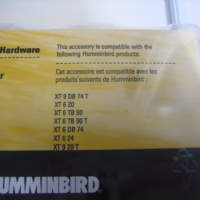 Hardware
This accessory is compatible with the
following Humminbird products:
Cet accessoire est compatible avec les
produits suivants de Humminbird :
XT 9 DB 74 T
XT 6 20
XT 6 TB 90
XT 6 TB 90 T
XT 6 DB 74
XT 6 24
XT 9 20 T
HUMMINBIRD